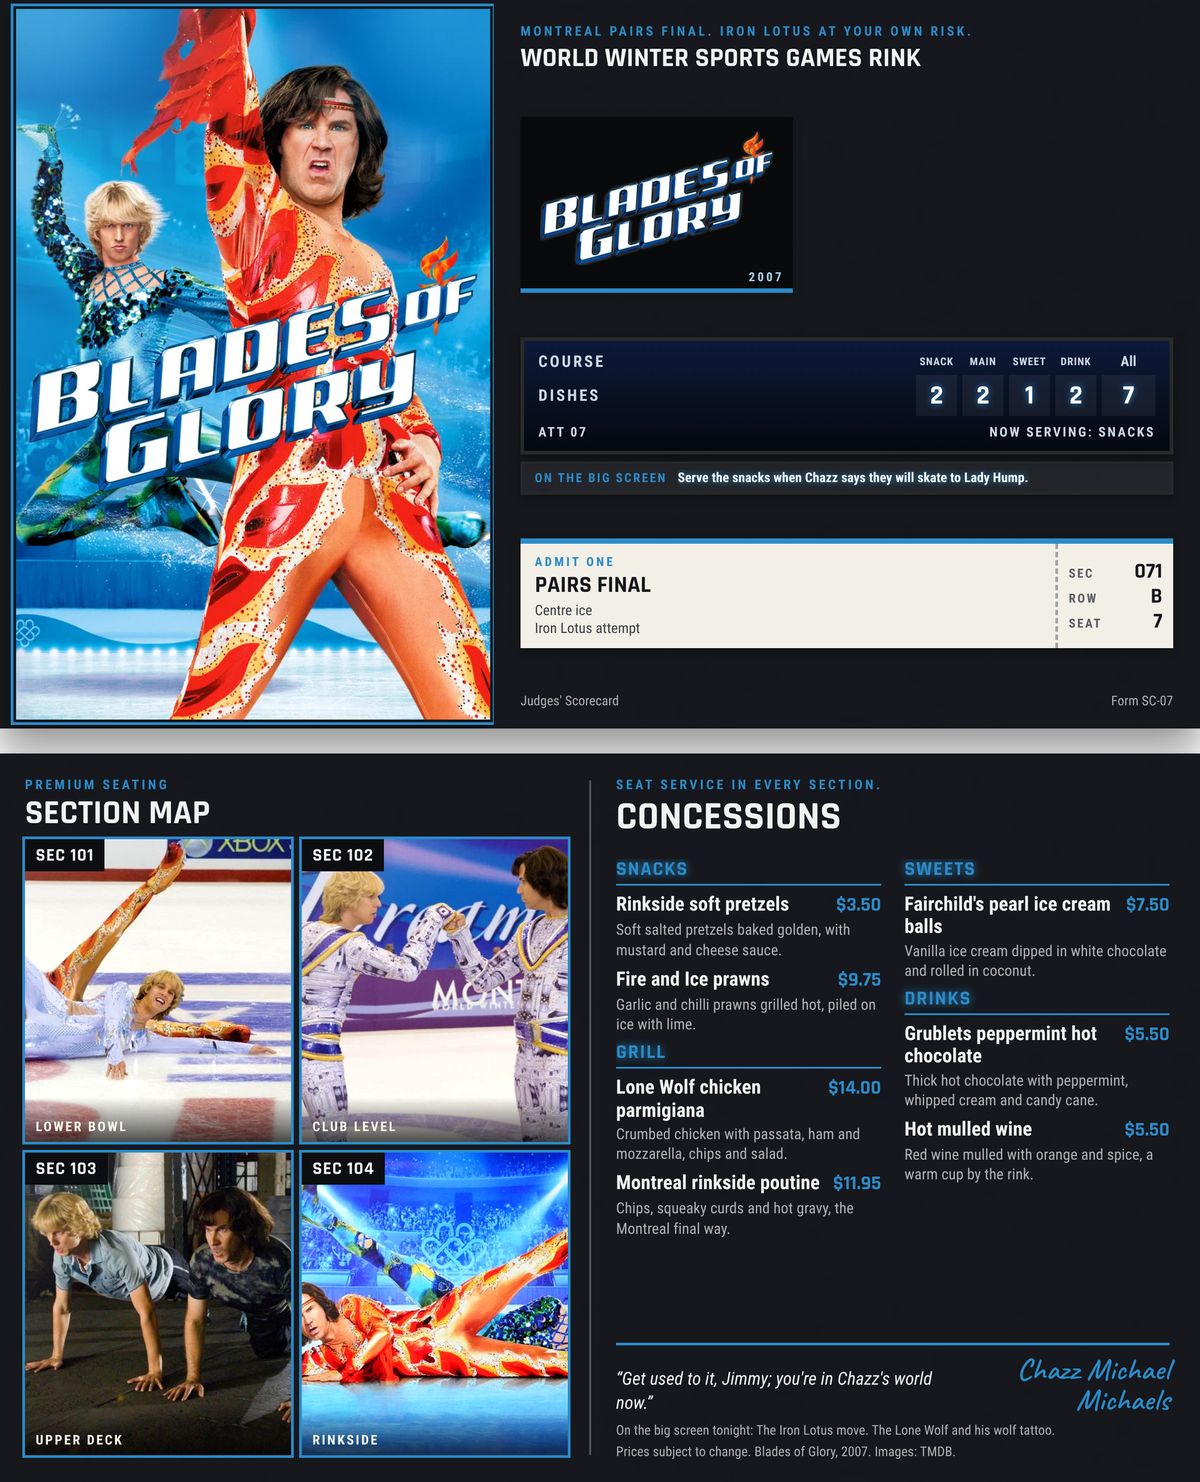 BLADES OF
GLORY
MONTREAL PAIRS FINAL. IRON LOTUS AT YOUR OWN RISK.
WORLD WINTER SPORTS GAMES RINK
BLADES OF
GLORY
2007
COURSE SNACK MAIN SWEET DRINK All
DISHES 2 2 1 2 7
ATT 07 NOW SERVING: SNACKS
ON THE BIG SCREEN Serve the snacks when Chazz says they will skate to Lady Hump.
ADMIT ONE
PAIRS FINAL
Centre ice
Iron Lotus attempt
SEC 071
ROW B
SEAT 7
Judges' Scorecard Form SC-07
PREMIUM SEATING
SECTION MAP
SEC 101
XBOX
LOWER BOWL
SEC 102
MONT
WORLD WINTE
CLUB LEVEL
SEC 103
UPPER DECK
SEC 104
RINKSIDE
SEAT SERVICE IN EVERY SECTION.
CONCESSIONS
SNACKS
Rinkside soft pretzels $3.50
Soft salted pretzels baked golden, with
mustard and cheese sauce.
Fire and Ice prawns $9.75
Garlic and chilli prawns grilled hot, piled on
ice with lime.
GRILL
Lone Wolf chicken $14.00
parmigiana
Crumbed chicken with passata, ham and
mozzarella, chips and salad.
Montreal rinkside poutine $11.95
Chips, squeaky curds and hot gravy, the
Montreal final way.
SWEETS
Fairchild's pearl ice cream $7.50
balls
Vanilla ice cream dipped in white chocolate
and rolled in coconut.
DRINKS
Grublets peppermint hot $5.50
chocolate
Thick hot chocolate with peppermint,
whipped cream and candy cane.
Hot mulled wine $5.50
Red wine mulled with orange and spice, a
warm cup by the rink.
“Get used to it, Jimmy; you're in Chazz's world
now.”
Chazz Michael
Michaels
On the big screen tonight: The Iron Lotus move. The Lone Wolf and his wolf tattoo.
Prices subject to change. Blades of Glory, 2007. Images: TMDB.